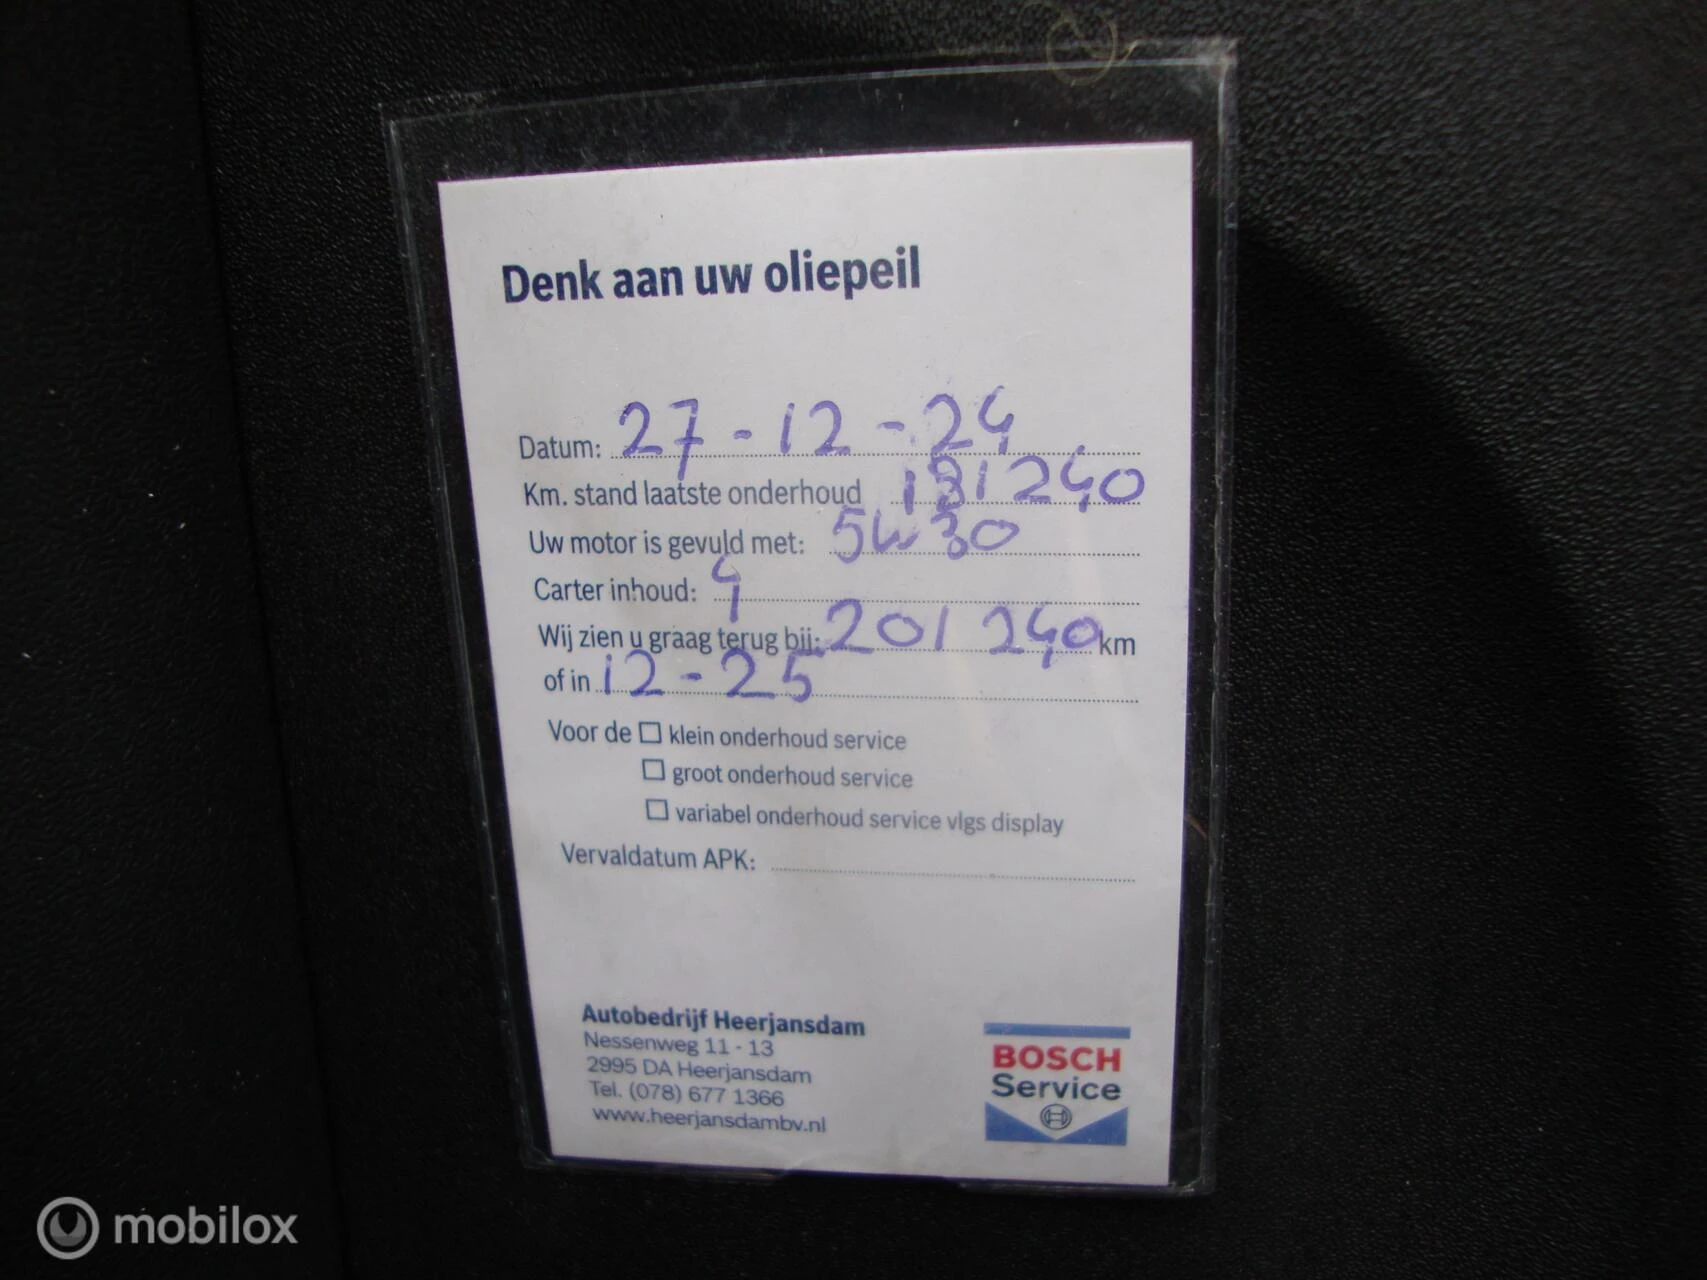 Denk aan uw oliepeil
Datum: 27-12-24
Km. stand laatste onderhoud 181240
Uw motor is gevuld met: 5W30
Carter inhoud: 4
Wij zien u graag terug bij: 201240 km
of in 12-25
Voor de ☐ klein onderhoud service
☐ groot onderhoud service
☐ variabel onderhoud service vlgs display
Vervaldatum APK:
Autobedrijf Heerjansdam
Nessenweg 11 - 13
2995 DA Heerjansdam
Tel. (078) 677 1366
www.heerjansdambv.nl
BOSCH
Service
mobilox